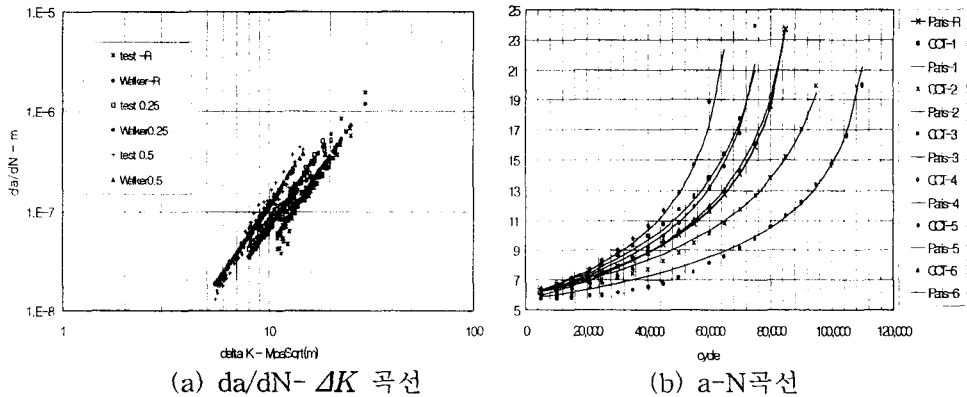 1.E-5
1.E-6
1.E-7
1.E-8
da/dN - m
test -R
Walker-R
test 0.25
Walker0.25
test 0.5
Walker0.5
1
10
100
delta K - MpaSqrt(m)
(a) da/dN- ΔK 곡선
25
23
21
19
17
15
13
11
9
7
5
0
20,000
40,000
60,000
80,000
100,000
120,000
cycle
Paris-R
CCT-1
Paris-1
CCT-2
Paris-2
CCT-3
Paris-3
CCT-4
Paris-4
CCT-5
Paris-5
CCT-6
Paris-6
(b) a-N곡선